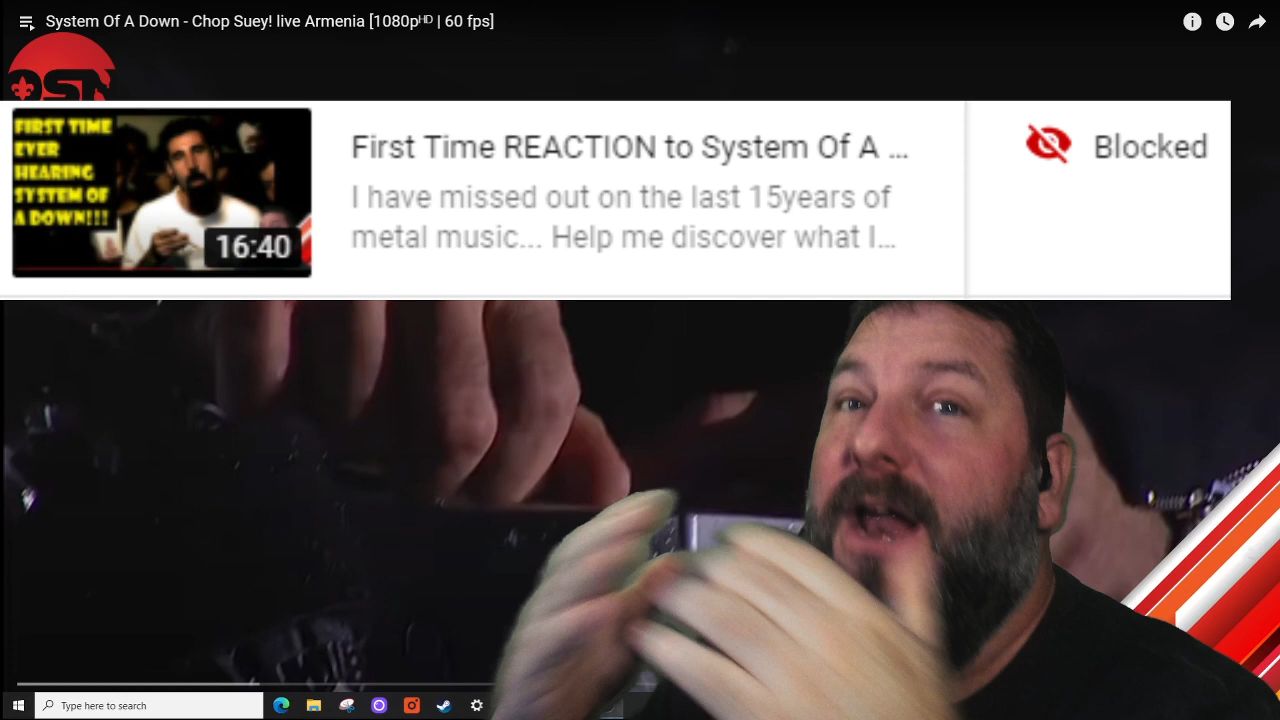 System Of A Down - Chop Suey! live Armenia [1080pᴴᴰ | 60 fps]
FIRST TIME
EVER
HEARING
SYSTEM OF
A DOWN!!!
16:40
First Time REACTION to System Of A ...
I have missed out on the last 15years of
metal music... Help me discover what I...
Blocked
Type here to search